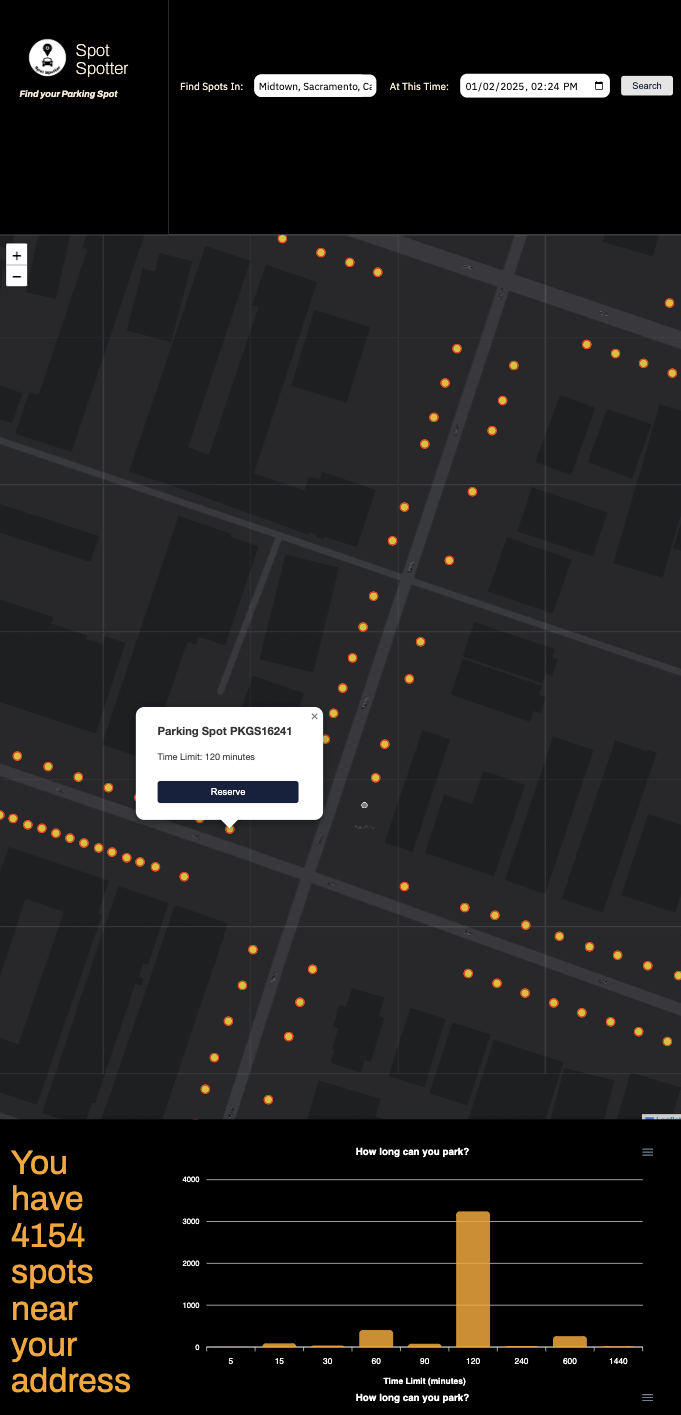 Spot
Spotter
Find your Parking Spot
Find Spots In:
Midtown, Sacramento, Ca
At This Time:
01/02/2025, 02:24 PM
Search
+
−
Parking Spot PKGS16241
×
Time Limit: 120 minutes
Reserve
You
have
4154
spots
near
your
address
How long can you park?
4000
3000
2000
1000
0
5 15 30 60 90 120 240 600 1440
Time Limit (minutes)
How long can you park?